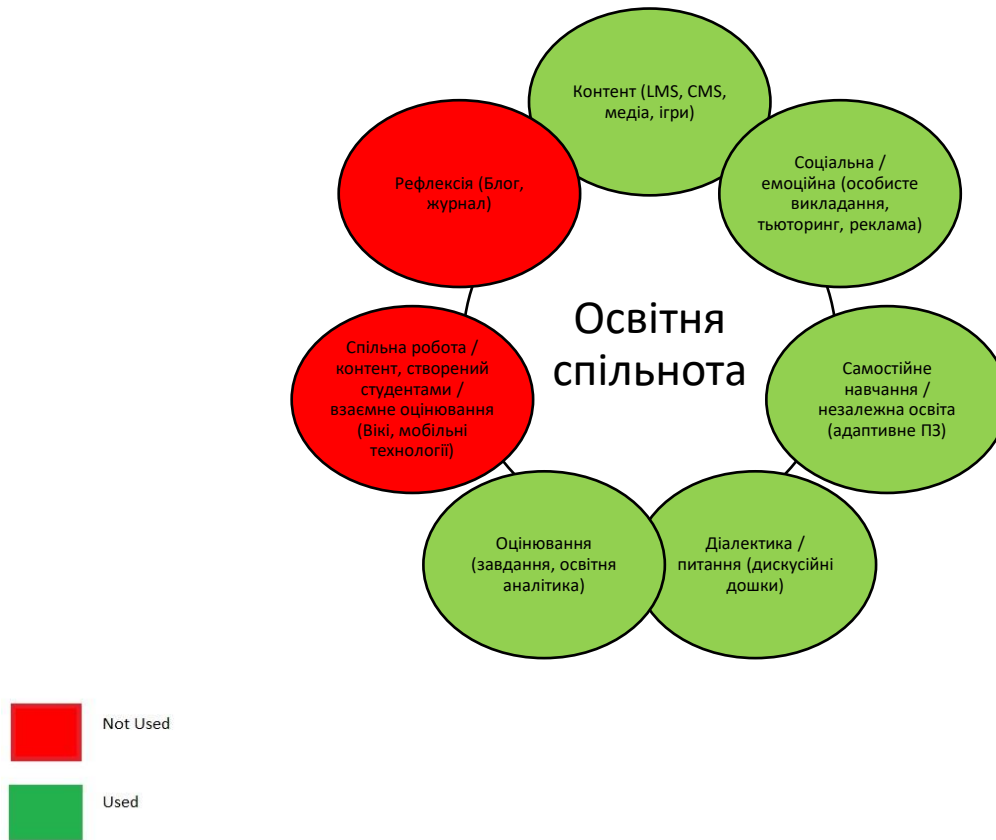 Контент (LMS, CMS,
медіа, ігри)
Соціальна /
емоційна (особисте
викладання,
тьюторинг, реклама)
Самостійне
навчання /
незалежна освіта
(адаптивне ПЗ)
Діалектика /
питання (дискусійні
дошки)
Оцінювання
(завдання, освітня
аналітика)
Спільна робота /
контент, створений
студентами /
взаємне оцінювання
(Вікі, мобільні
технології)
Рефлексія (Блог,
журнал)
Освітня
спільнота
Not Used
Used